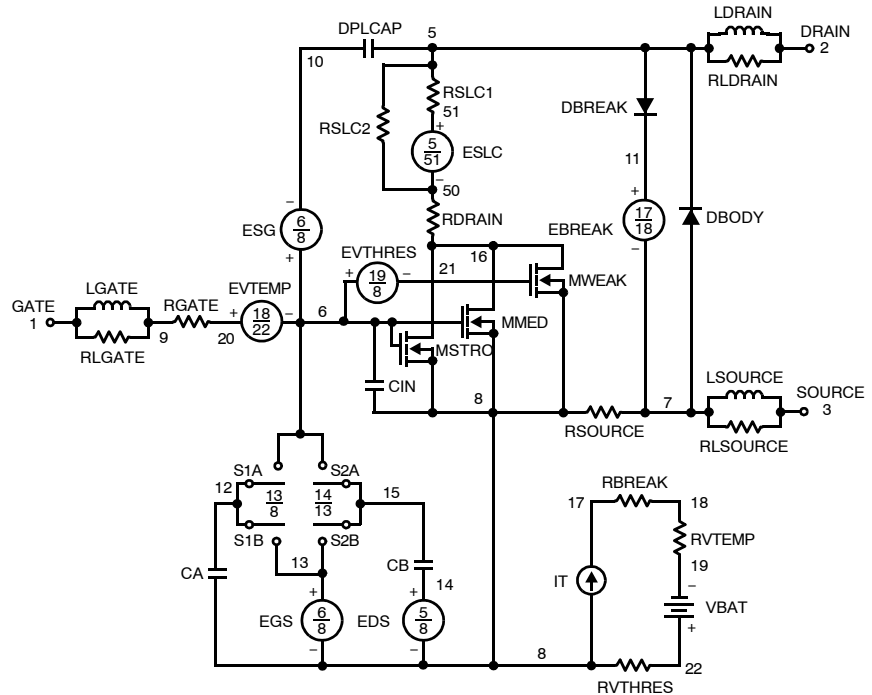 LDRAIN
DPLCAP
5
DRAIN
2
10
RLDRAIN
RSLC1
51
DBREAK
RSLC2
+
5
51
ESLC
11
−
50
−
+
ESG
6
8
RDRAIN
EBREAK
17
18
DBODY
+
−
EVTHRES
16
21
+
19
8
−
MWEAK
LGATE
EVTEMP
GATE
1
RGATE
+
18
22
−
6
MMED
9
20
MSTRO
RLGATE
LSOURCE
CIN
8
7
SOURCE
3
RSOURCE
RLSOURCE
S1A
S2A
12
13
8
14
13
15
RBREAK
17
18
S1B
S2B
RVTEMP
13
CB
CA
19
14
IT
−
+
+
VBAT
EGS
6
8
EDS
5
8
−
−
+
8
22
RVTHRES